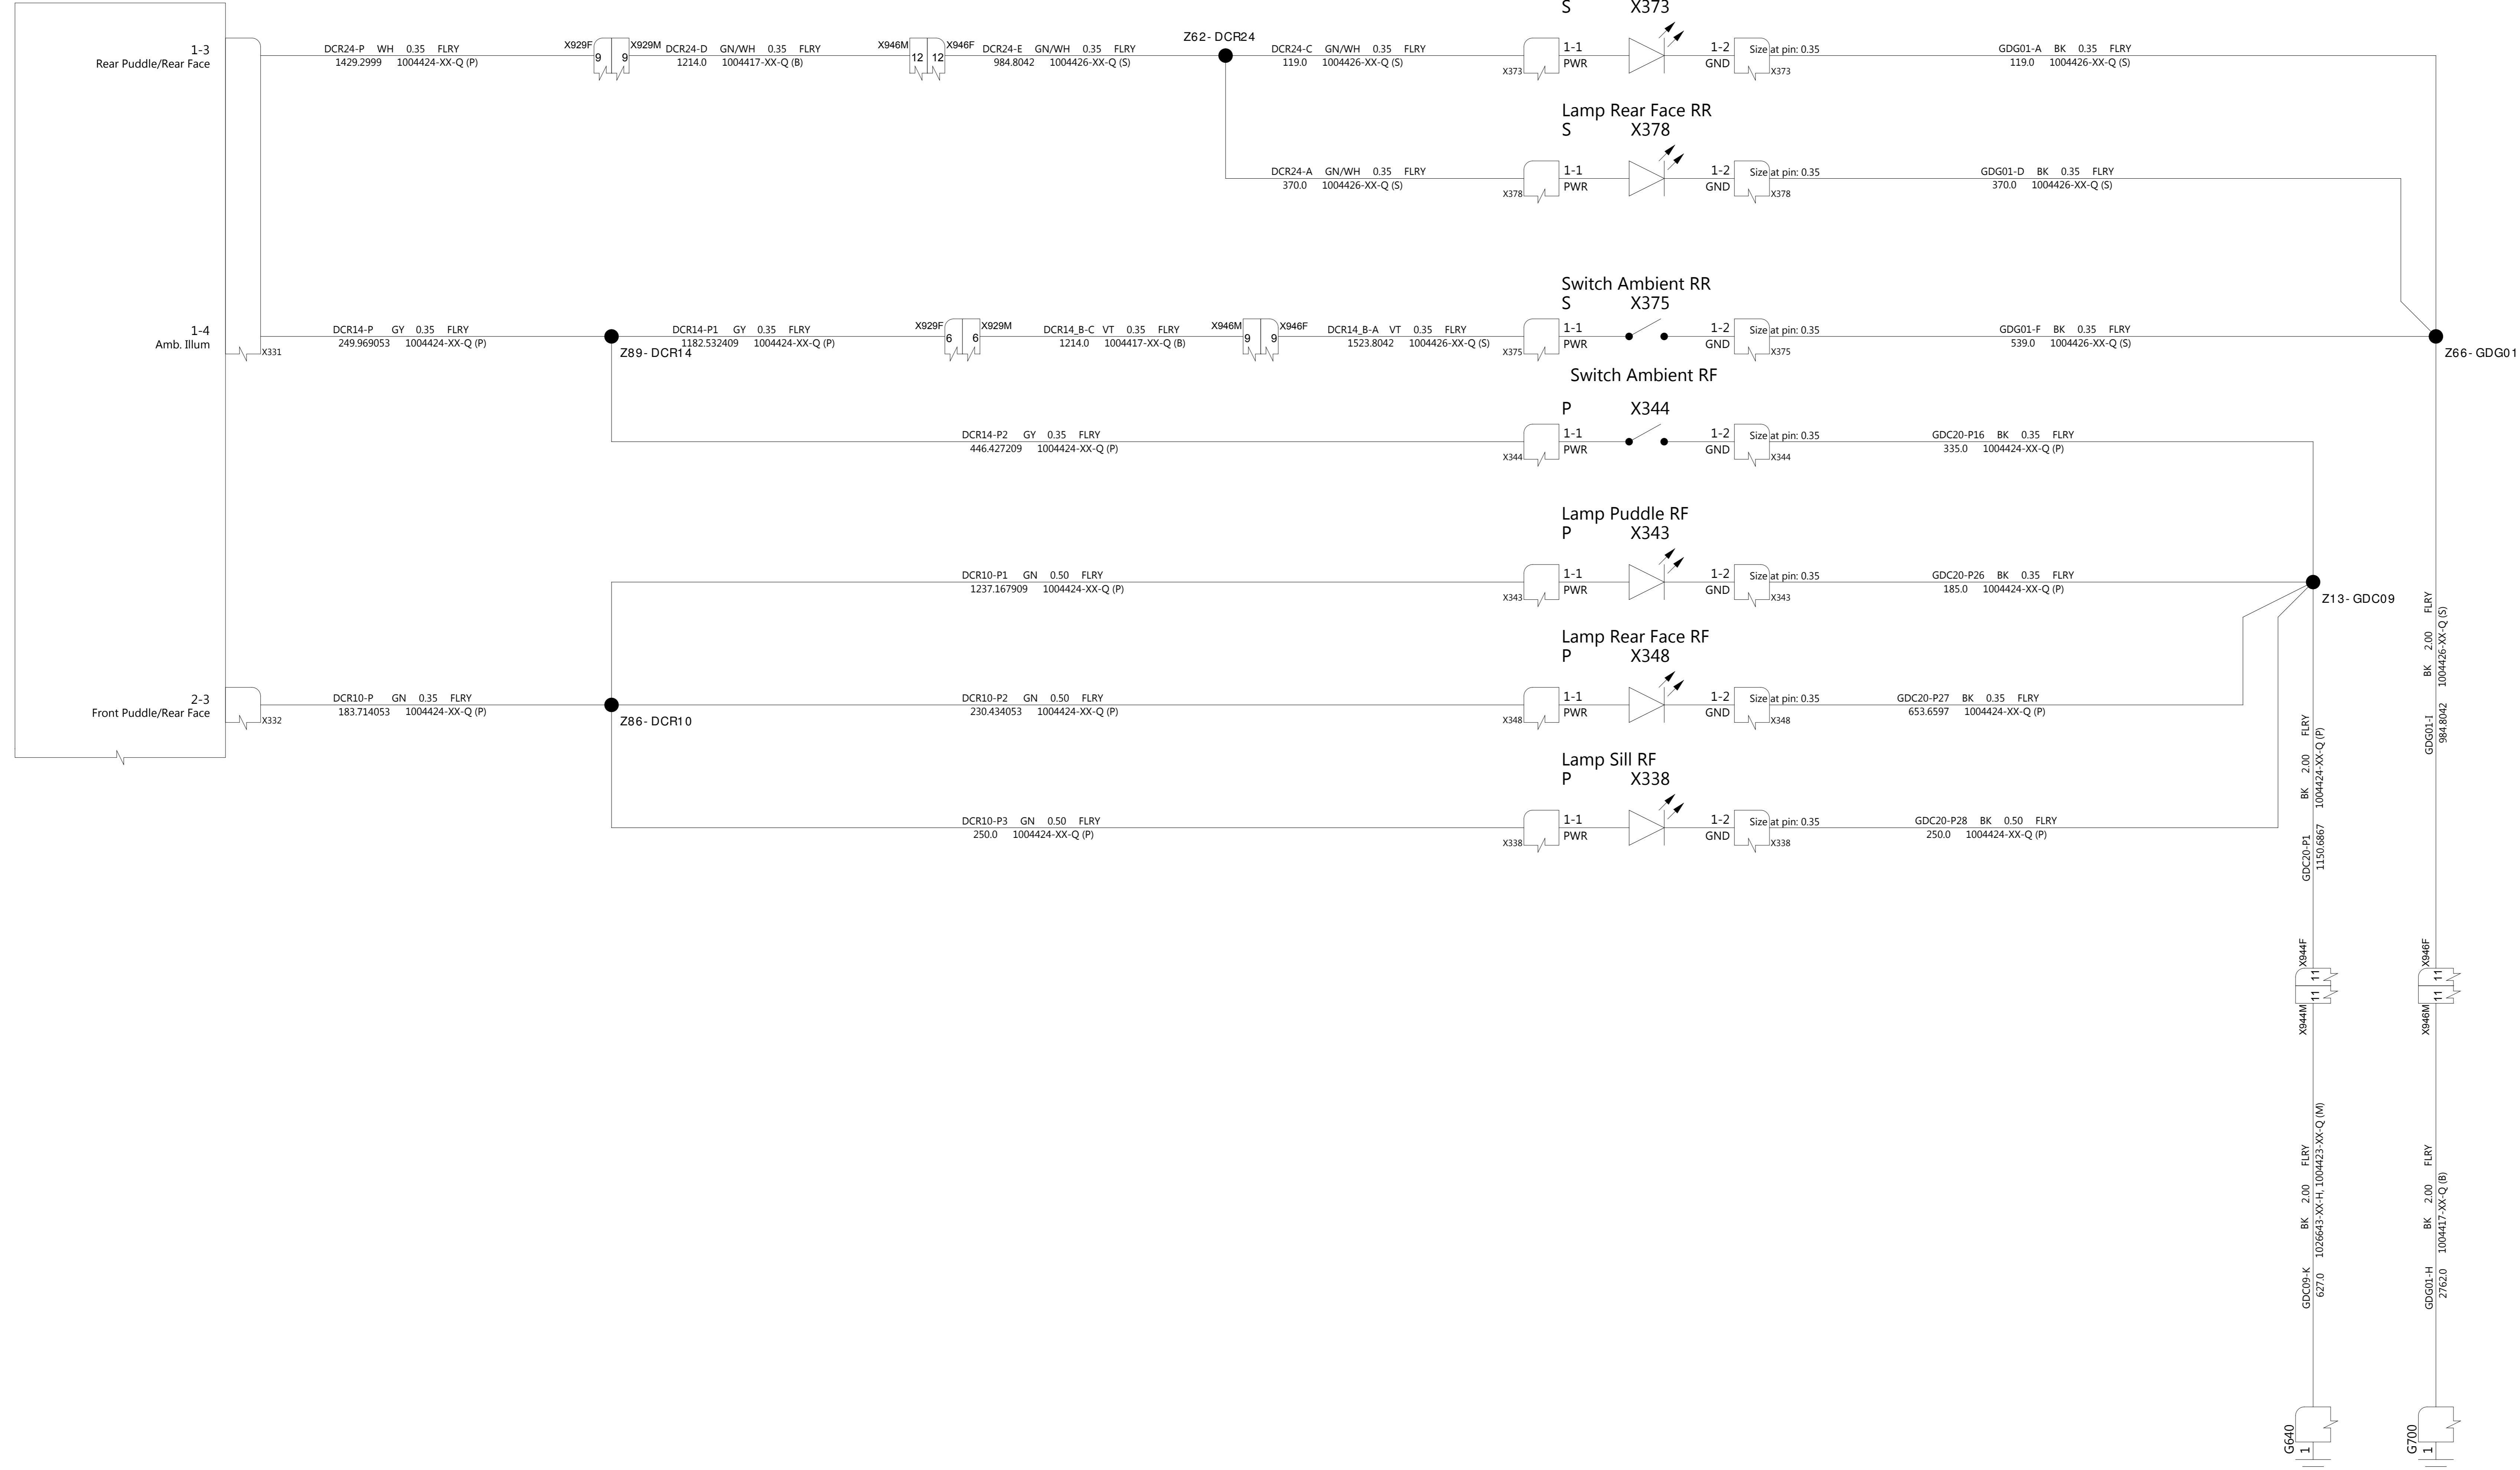 S X373
1-3
Rear Puddle/Rear Face
DCR24-P WH 0.35 FLRY
1429.2999 1004424-XX-Q (P)
X929F
9 9
X929M
DCR24-D GN/WH 0.35 FLRY
1214.0 1004417-XX-Q (B)
X946M
12 12
X946F
DCR24-E GN/WH 0.35 FLRY
984.8042 1004426-XX-Q (S)
Z62-DCR24
DCR24-C GN/WH 0.35 FLRY
119.0 1004426-XX-Q (S)
X373
1-1
PWR
1-2
GND
Size at pin: 0.35
X373
GDG01-A BK 0.35 FLRY
119.0 1004426-XX-Q (S)
Lamp Rear Face RR
S X378
DCR24-A GN/WH 0.35 FLRY
370.0 1004426-XX-Q (S)
X378
1-1
PWR
1-2
GND
Size at pin: 0.35
X378
GDG01-D BK 0.35 FLRY
370.0 1004426-XX-Q (S)
Switch Ambient RR
S X375
1-4
Amb. Illum
X331
DCR14-P GY 0.35 FLRY
249.969053 1004424-XX-Q (P)
Z89-DCR14
DCR14-P1 GY 0.35 FLRY
1182.532409 1004424-XX-Q (P)
X929F
6 6
X929M
DCR14_B-C VT 0.35 FLRY
1214.0 1004417-XX-Q (B)
X946M
9 9
X946F
DCR14_B-A VT 0.35 FLRY
1523.8042 1004426-XX-Q (S)
X375
1-1
PWR
1-2
GND
Size at pin: 0.35
X375
GDG01-F BK 0.35 FLRY
539.0 1004426-XX-Q (S)
Z66-GDG01
Switch Ambient RF
P X344
DCR14-P2 GY 0.35 FLRY
446.427209 1004424-XX-Q (P)
X344
1-1
PWR
1-2
GND
Size at pin: 0.35
X344
GDC20-P16 BK 0.35 FLRY
335.0 1004424-XX-Q (P)
Lamp Puddle RF
P X343
DCR10-P1 GN 0.50 FLRY
1237.167909 1004424-XX-Q (P)
X343
1-1
PWR
1-2
GND
Size at pin: 0.35
X343
GDC20-P26 BK 0.35 FLRY
185.0 1004424-XX-Q (P)
Z13-GDC09
Lamp Rear Face RF
P X348
2-3
Front Puddle/Rear Face
X332
DCR10-P GN 0.35 FLRY
183.714053 1004424-XX-Q (P)
Z86-DCR10
DCR10-P2 GN 0.50 FLRY
230.434053 1004424-XX-Q (P)
X348
1-1
PWR
1-2
GND
Size at pin: 0.35
X348
GDC20-P27 BK 0.35 FLRY
653.6597 1004424-XX-Q (P)
Lamp Sill RF
P X338
DCR10-P3 GN 0.50 FLRY
250.0 1004424-XX-Q (P)
X338
1-1
PWR
1-2
GND
Size at pin: 0.35
X338
GDC20-P28 BK 0.50 FLRY
250.0 1004424-XX-Q (P)
GDC20-P1 BK 2.00 FLRY
1150.6867 1004424-XX-Q (P)
GDG01-I BK 2.00 FLRY
984.8042 1004426-XX-Q (S)
X944F
11
11
X944M
X946F
11
11
X946M
GDC09-K BK 2.00 FLRY
627.0 1026643-XX-H, 1004423-XX-Q (M)
GDG01-H BK 2.00 FLRY
2762.0 1004417-XX-Q (B)
G640
1
G700
1